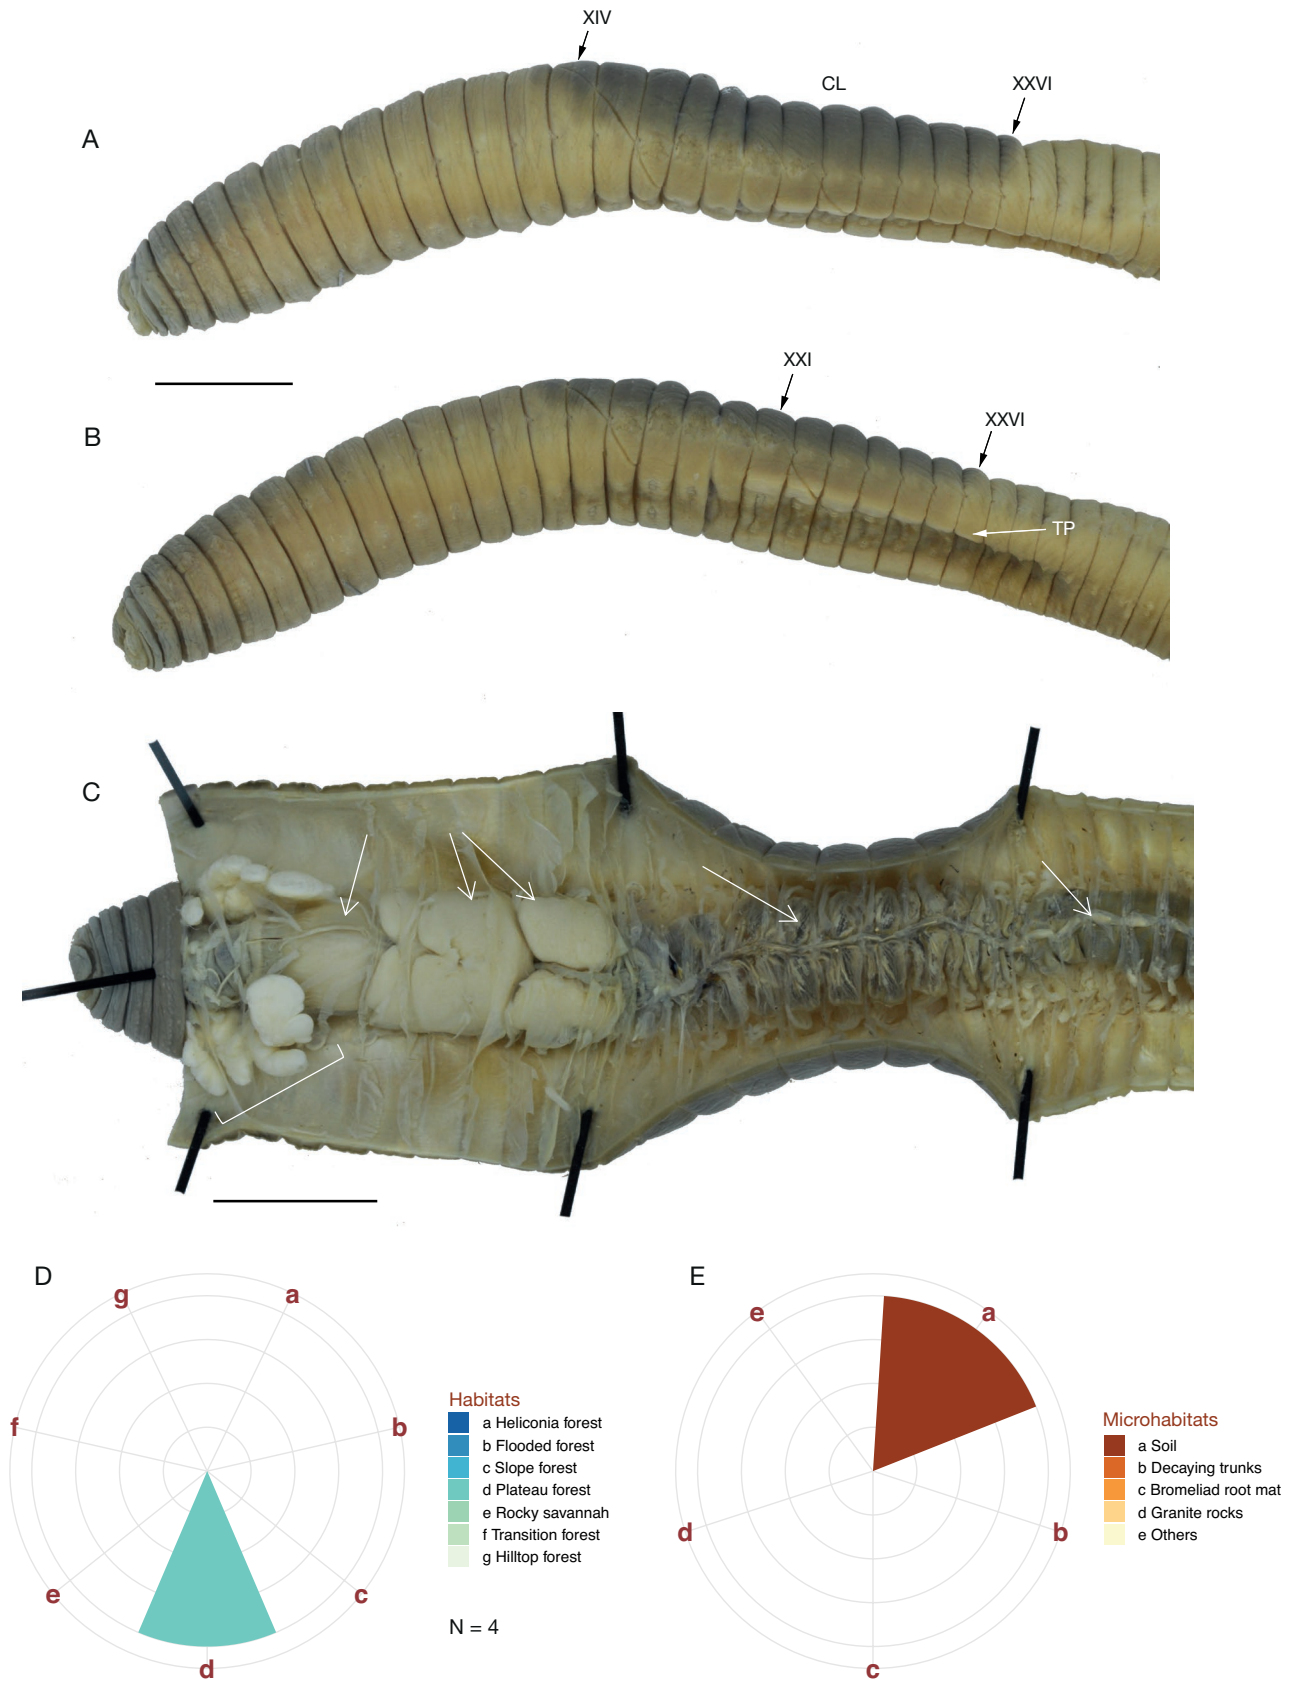 XIV
CL
XXVI
A
XXI
XXVI
B
TP
C
D
E
g
a
f
b
e
c
d
Habitats
a Heliconia forest
b Flooded forest
c Slope forest
d Plateau forest
e Rocky savannah
f Transition forest
g Hilltop forest
N = 4
e
a
d
b
c
Microhabitats
a Soil
b Decaying trunks
c Bromeliad root mat
d Granite rocks
e Others